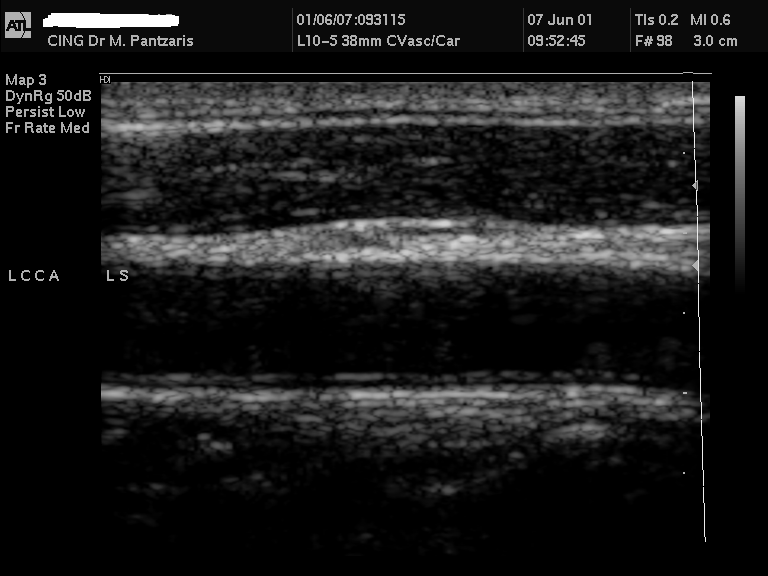 ATL
01/06/07:093115
07 Jun 01
TIs 0.2 MI 0.6
CING Dr M. Pantzaris
L10-5 38mm CVasc/Car
09:52:45
F# 98 3.0 cm
Map 3
DynRg 50dB
Persist Low
Fr Rate Med
HDI
LCCA LS